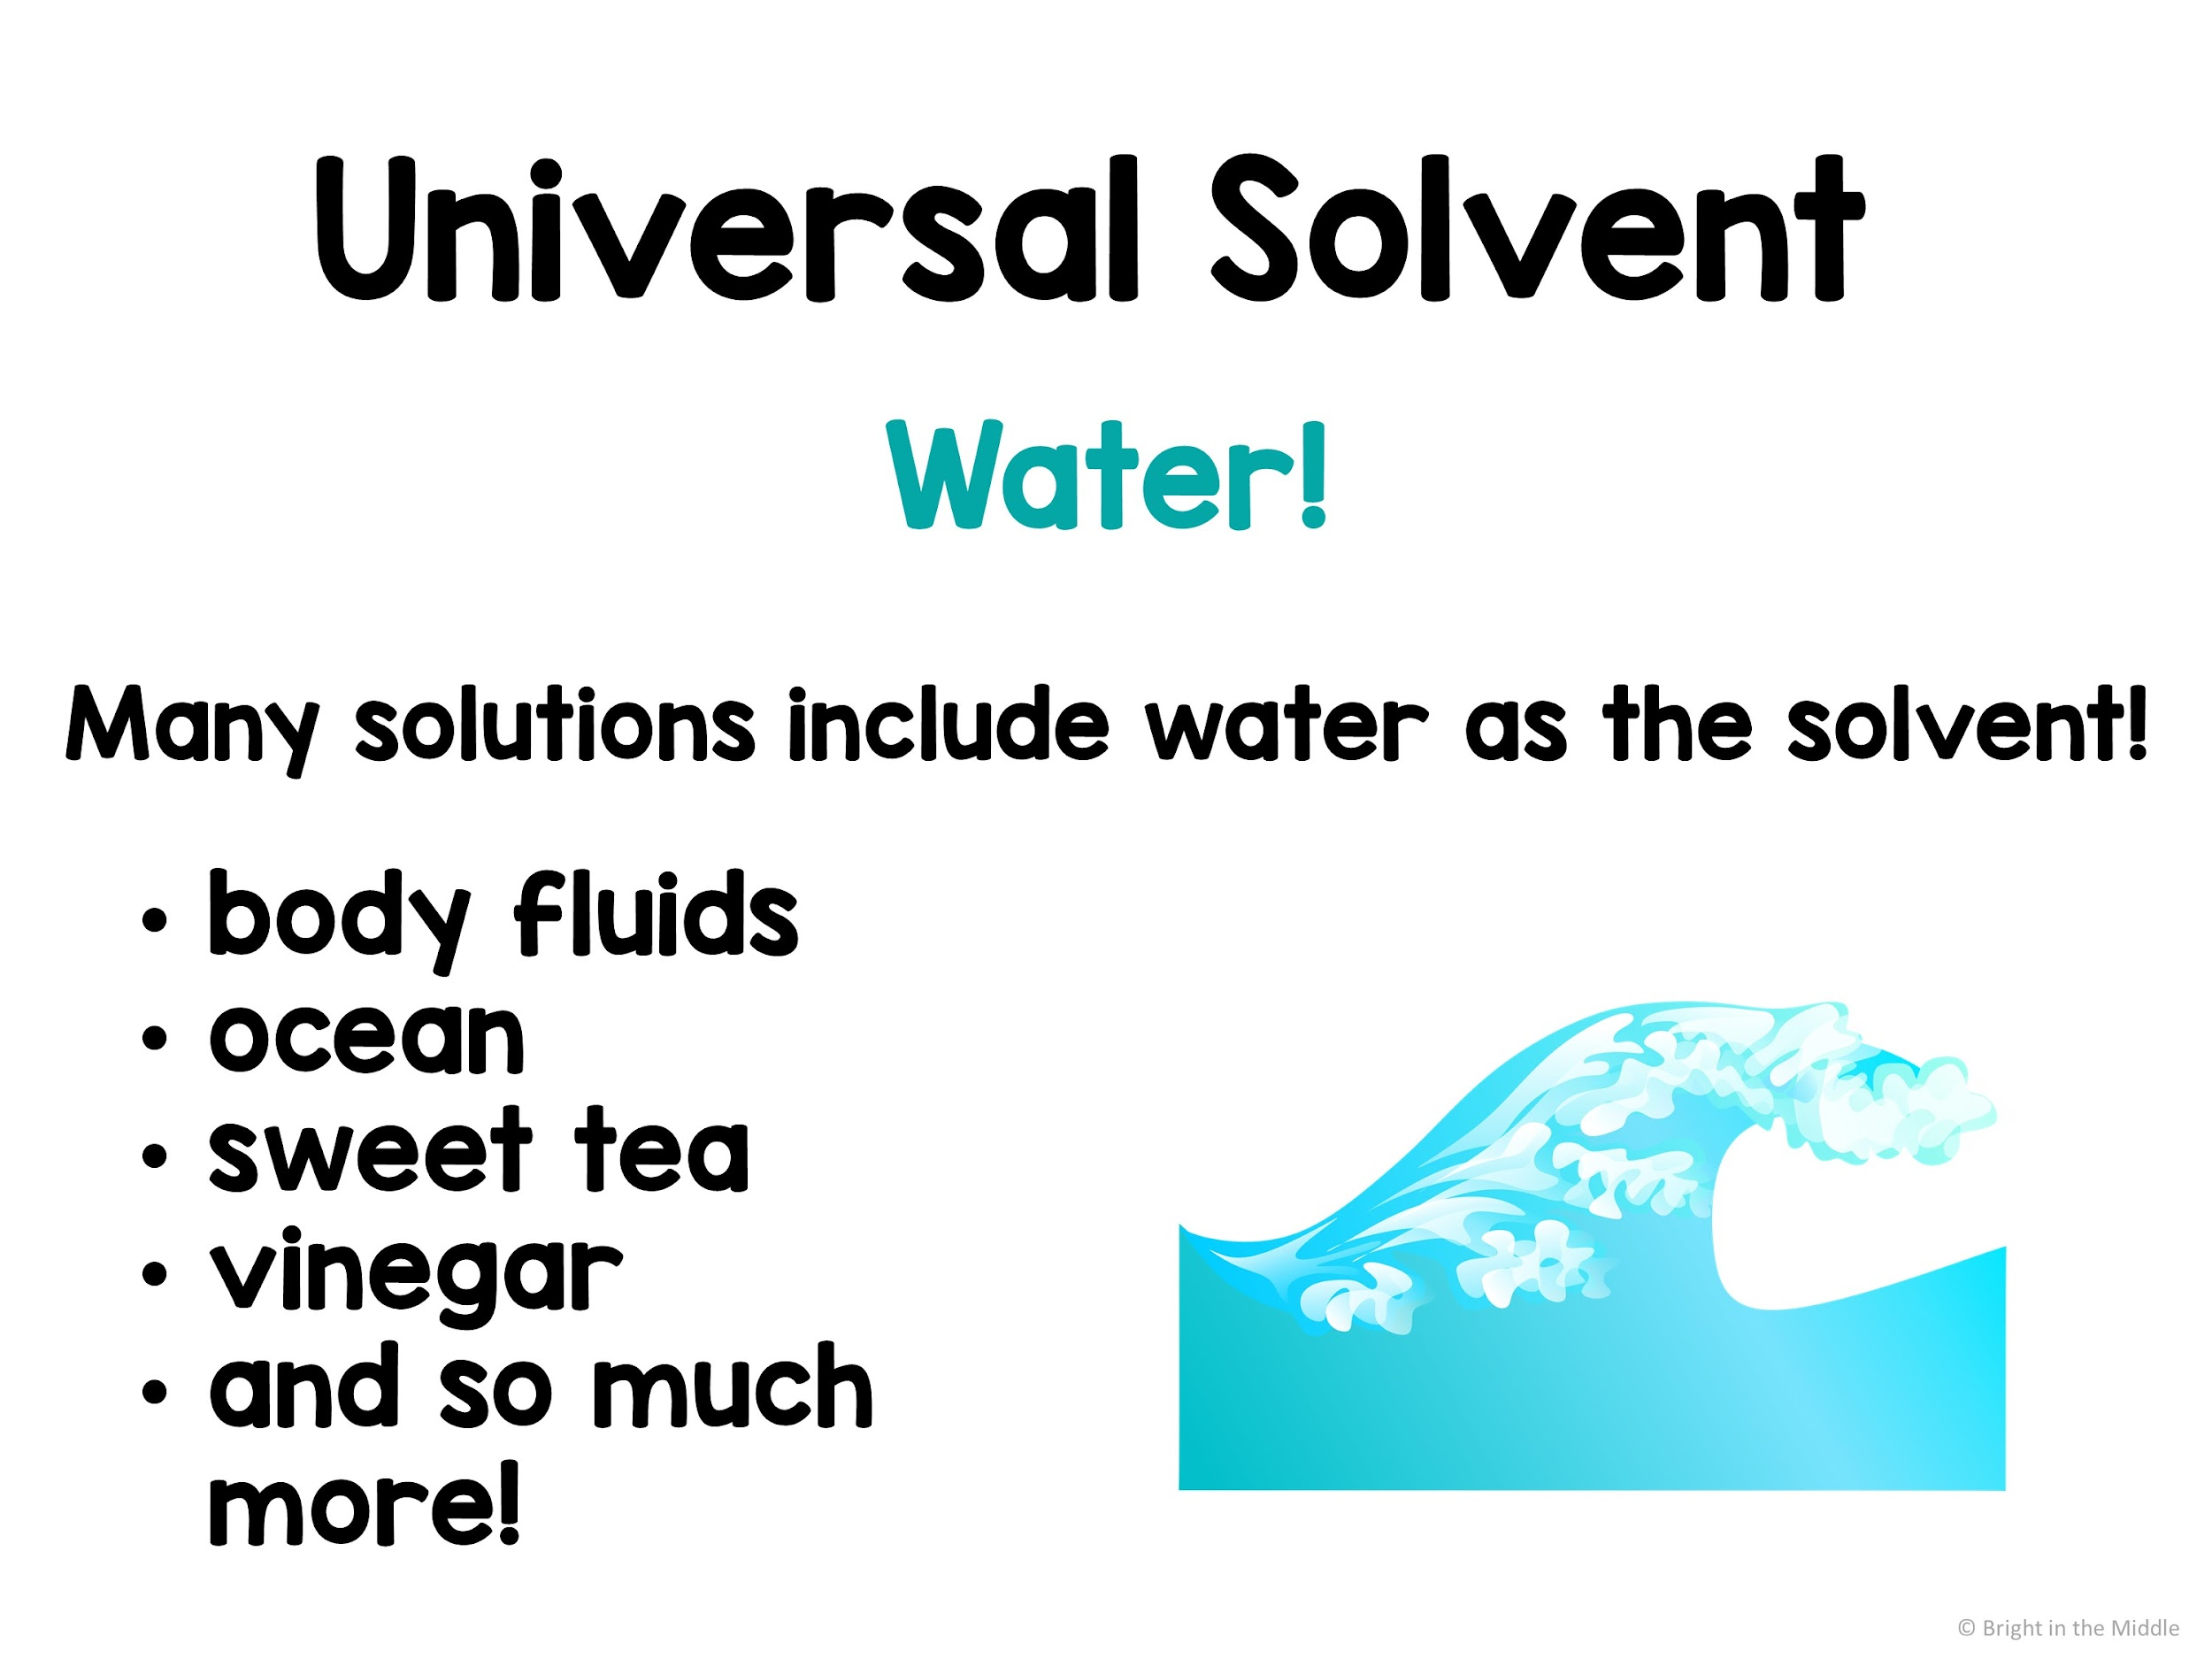 Universal Solvent
Water!
Many solutions include water as the solvent!
• body fluids
• ocean
• sweet tea
• vinegar
• and so much
more!
© Bright in the Middle